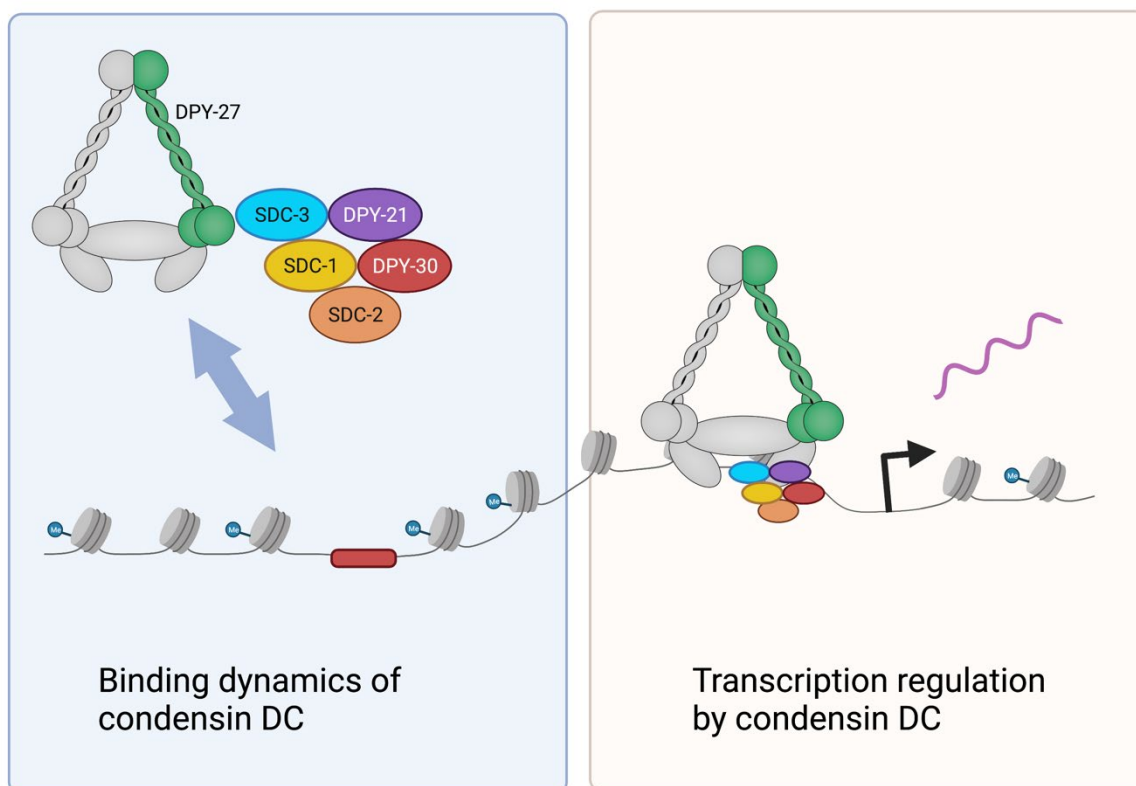 DPY-27
SDC-3
DPY-21
SDC-1
DPY-30
SDC-2
Me
Me
Me
Me
Me
Binding dynamics of
condensin DC
Transcription regulation
by condensin DC